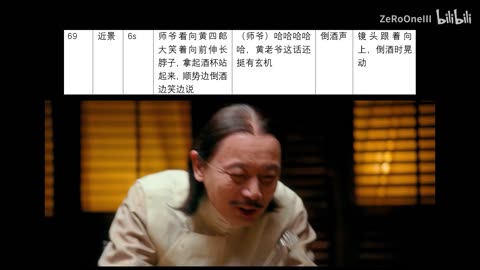 ZeRoOneIII bilibili
69
近景
6s
师爷看向黄四郎
大笑着向前伸长
脖子，拿起酒杯站
起来，顺势边倒酒
边笑边说
（师爷）哈哈哈哈
哈，黄老爷这话还
挺有玄机
倒酒声
镜头跟着向
上，倒酒时晃
动